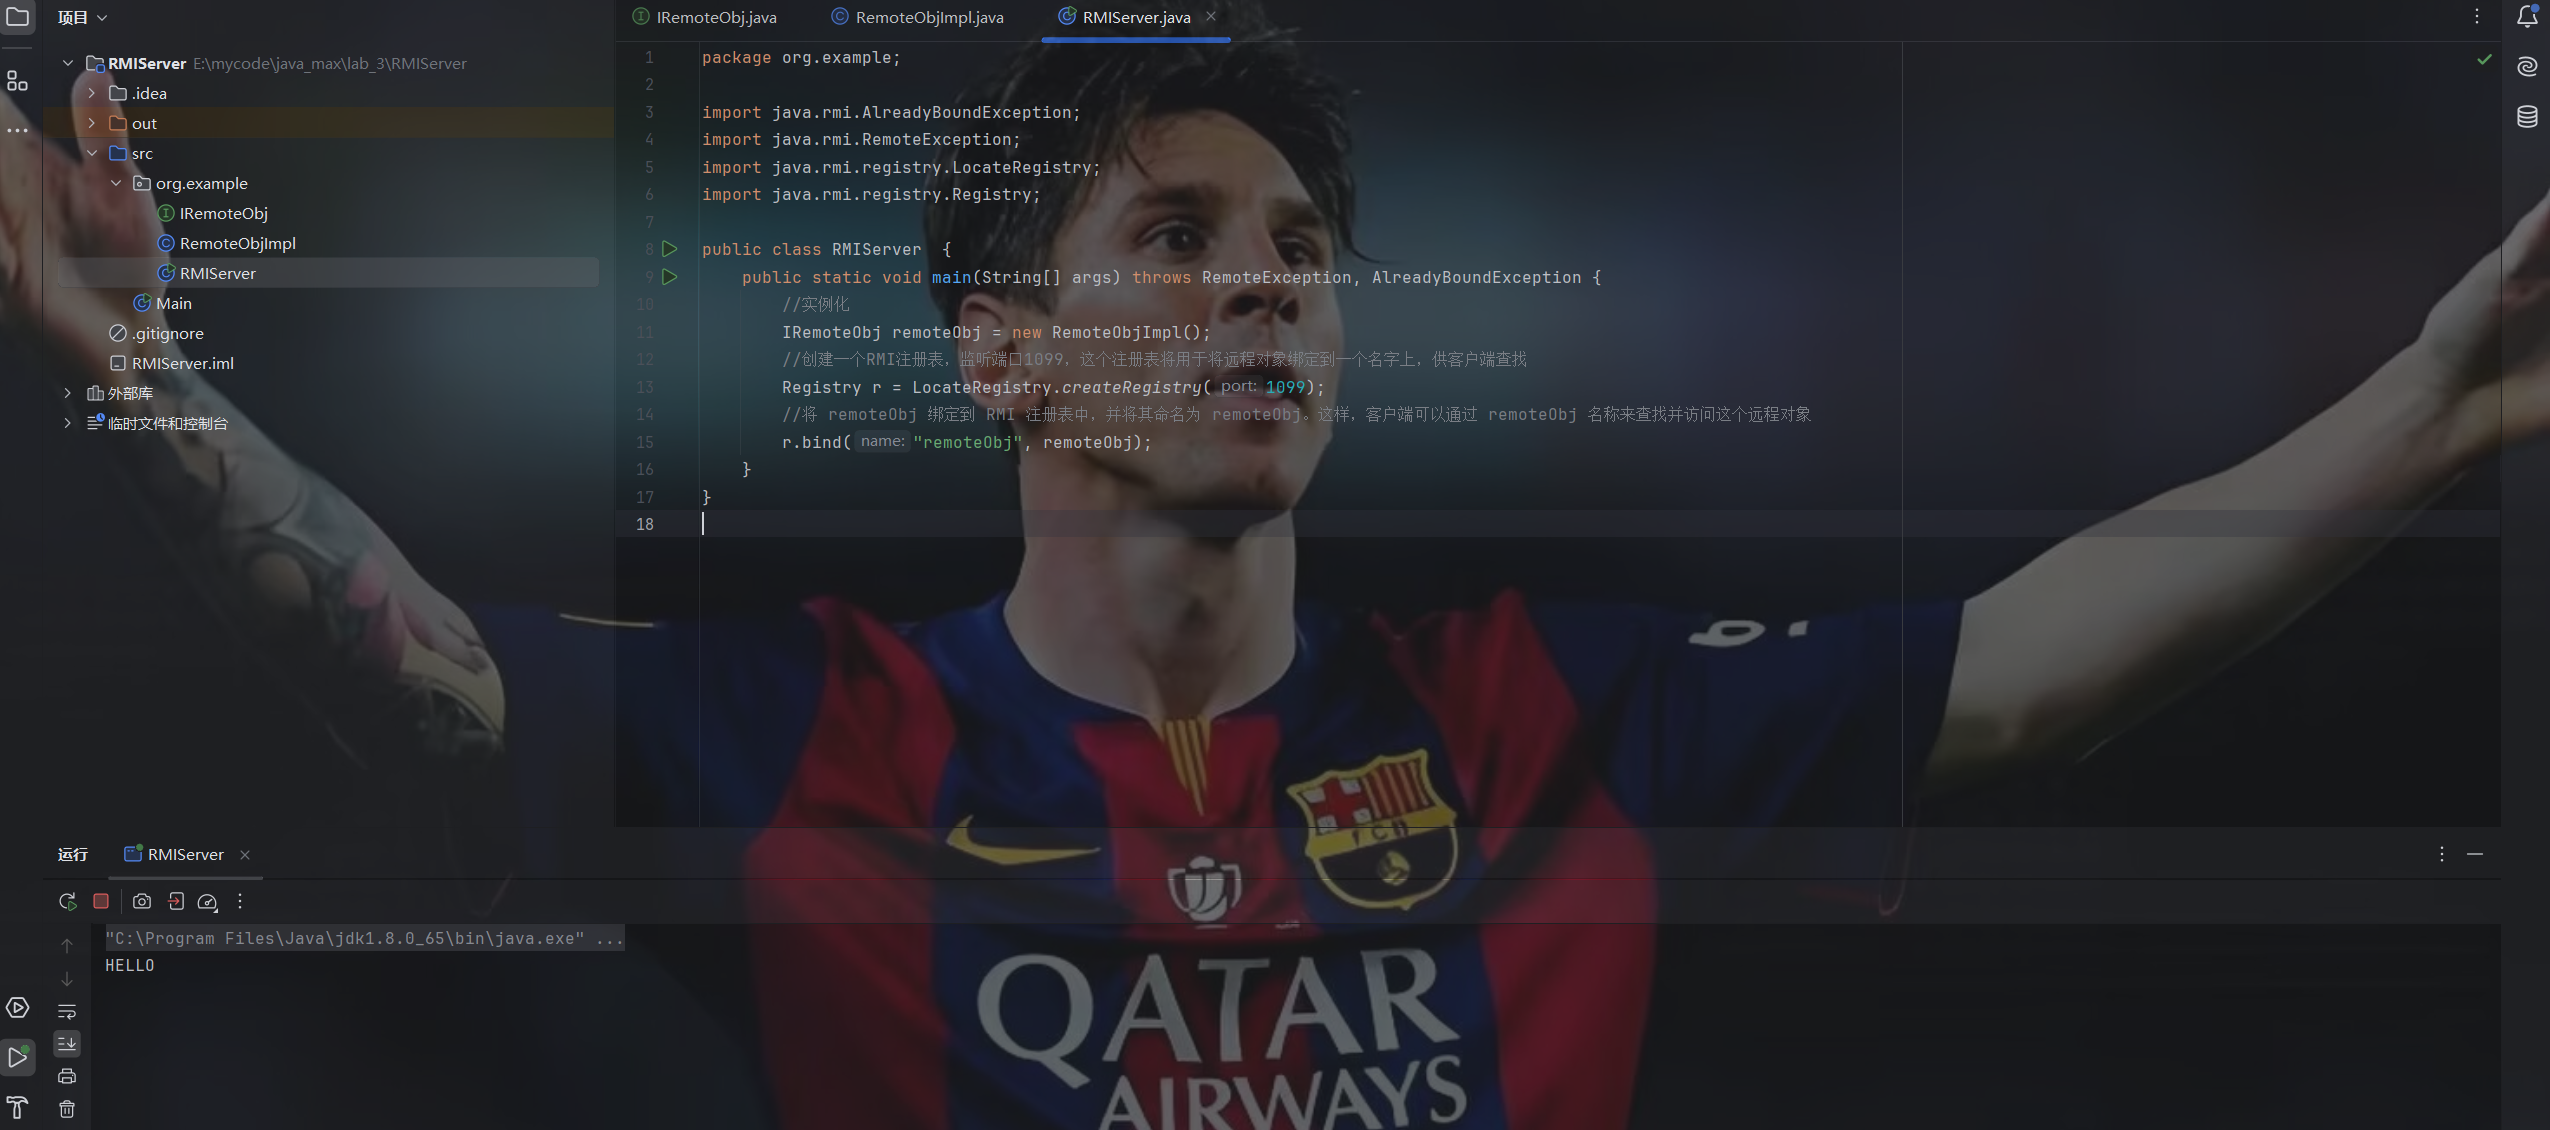 项目
RMIServer E:\mycode\java_max\lab_3\RMIServer
.idea
out
src
org.example
IRemoteObj
RemoteObjImpl
RMIServer
Main
.gitignore
RMIServer.iml
外部库
临时文件和控制台
IRemoteObj.java RemoteObjImpl.java RMIServer.java
1 package org.example;
2
3 import java.rmi.AlreadyBoundException;
4 import java.rmi.RemoteException;
5 import java.rmi.registry.LocateRegistry;
6 import java.rmi.registry.Registry;
7
8 public class RMIServer  {
9     public static void main(String[] args) throws RemoteException, AlreadyBoundException {
10         //实例化
11         IRemoteObj remoteObj = new RemoteObjImpl();
12         //创建一个RMI注册表，监听端口1099，这个注册表将用于将远程对象绑定到一个名字上，供客户端查找
13         Registry r = LocateRegistry.createRegistry( port: 1099);
14         //将 remoteObj 绑定到 RMI 注册表中，并将其命名为 remoteObj。这样，客户端可以通过 remoteObj 名称来查找并访问这个远程对象
15         r.bind( name: "remoteObj", remoteObj);
16     }
17 }
18
运行 RMIServer
"C:\Program Files\Java\jdk1.8.0_65\bin\java.exe" ...
HELLO
FCB
QATAR
AIRWAYS